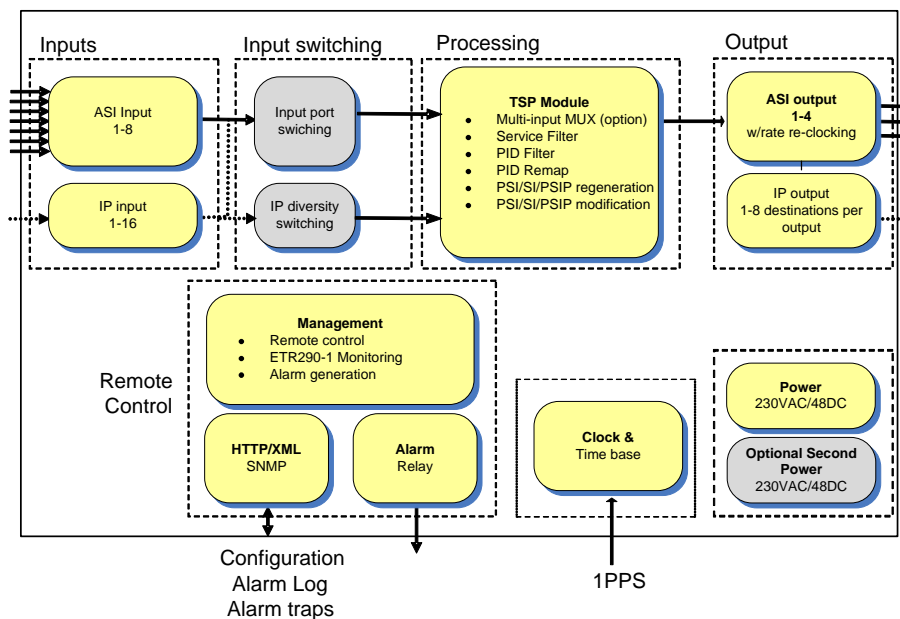 Inputs
Input switching
Processing
Output
ASI Input
1-8
IP input
1-16
Input port
swiching
IP diversity
switching
TSP Module
• Multi-input MUX (option)
• Service Filter
• PID Filter
• PID Remap
• PSI/SI/PSIP regeneration
• PSI/SI/PSIP modification
ASI output
1-4
w/rate re-clocking
IP output
1-8 destinations per
output
Remote
Control
Management
• Remote control
• ETR290-1 Monitoring
• Alarm generation
HTTP/XML
SNMP
Alarm
Relay
Clock &
Time base
Power
230VAC/48DC
Optional Second
Power
230VAC/48DC
Configuration
Alarm Log
Alarm traps
1PPS